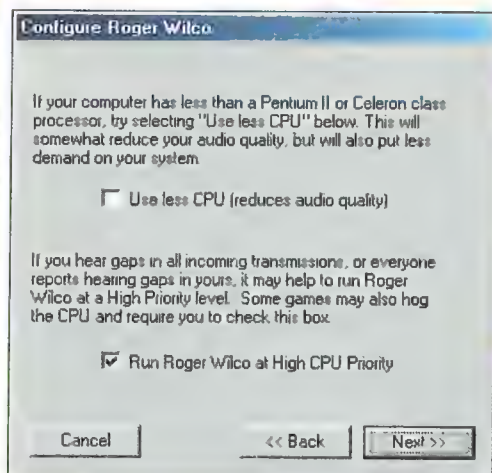 Configure Roger Wilco
If your computer has less than a Pentium II or Celeron class
processor, try selecting "Use less CPU" below. This will
somewhat reduce your audio quality, but will also put less
demand on your system.
Use less CPU (reduces audio quality)
If you hear gaps in all incoming transmissions, or everyone
reports hearing gaps in yours, it may help to run Roger
Wilco at a High Priority level. Some games may also hog
the CPU and require you to check this box.
Run Roger Wilco at High CPU Priority
Cancel
<< Back
Next >>